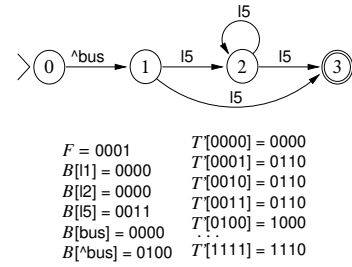 l5
^bus l5 l5
0 1 2 3
l5
F = 0001
B[l1] = 0000
B[l2] = 0000
B[l5] = 0011
B[bus] = 0000
B[^bus] = 0100
T'[0000] = 0000
T'[0001] = 0110
T'[0010] = 0110
T'[0011] = 0110
T'[0100] = 1000
. . .
T'[1111] = 1110